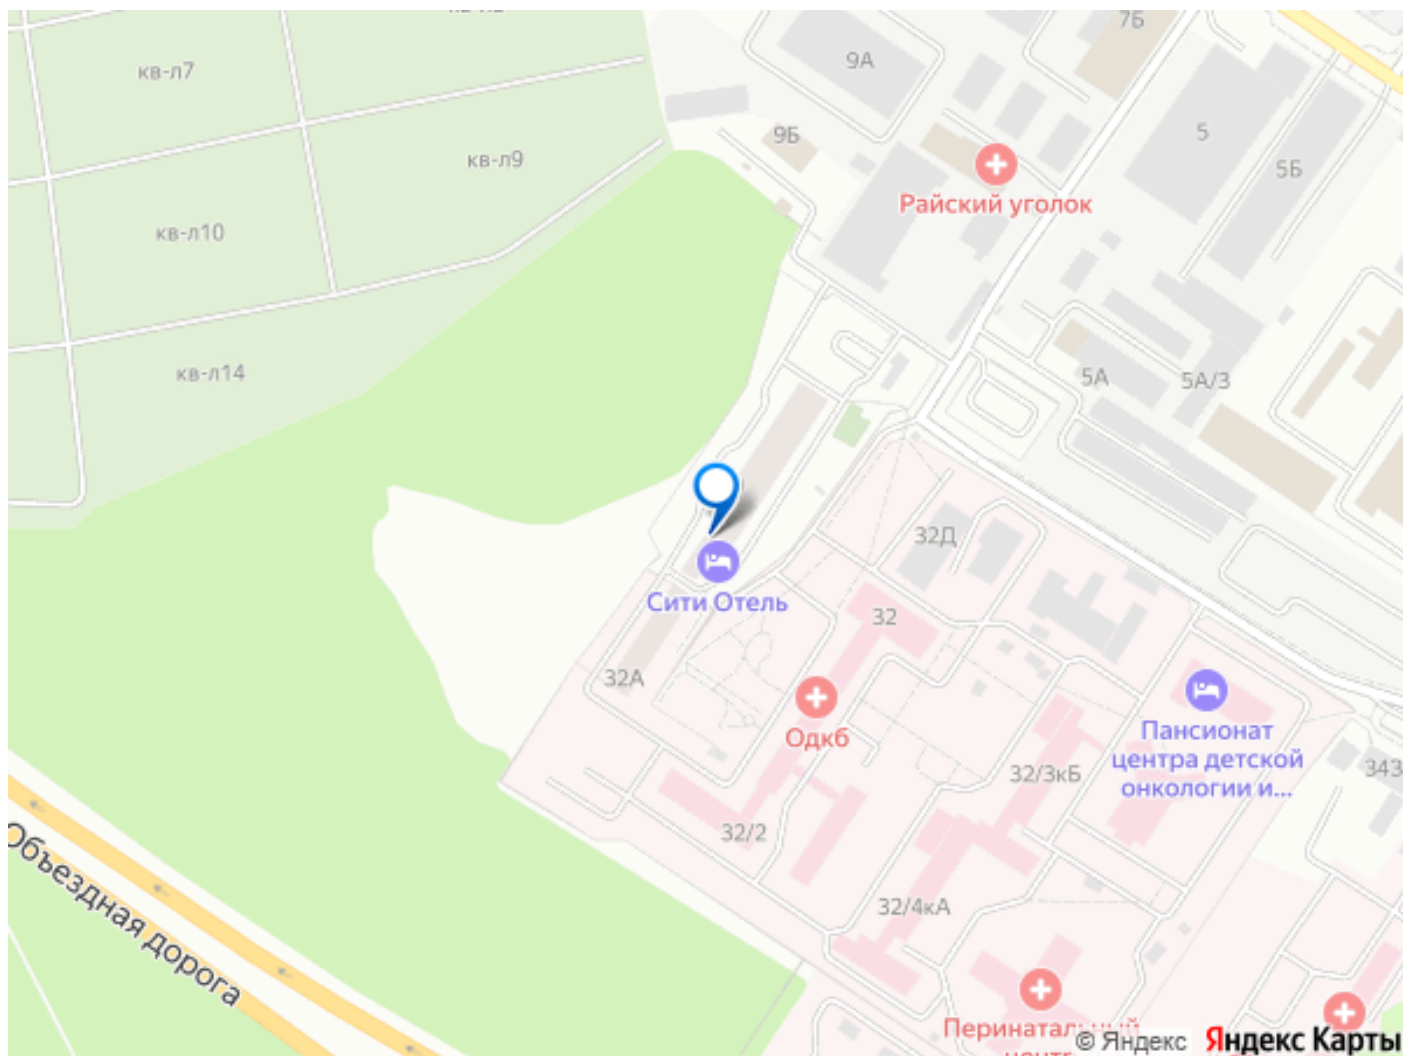 7Б
кв-л7
9А
5
9Б
кв-л9
5Б
Райский уголок
кв-л10
кв-л14
5А
5А/3
32Д
Сити Отель
32
32А
Одкб
Пансионат
центра детской
онкологии и...
32/3кБ
343
32/2
Объездная дорога
32/4кА
Перинатальный
центр
© Яндекс
Яндекс Карты